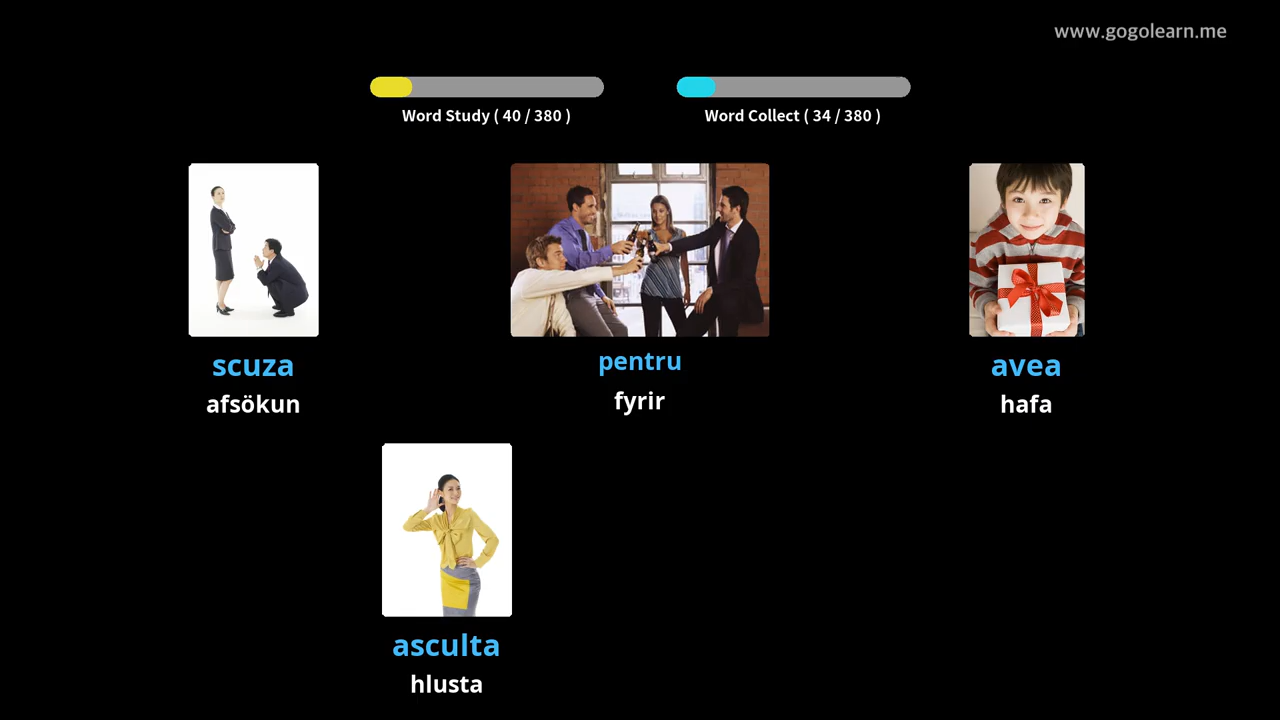 www.gogolearn.me
Word Study ( 40 / 380 )
Word Collect ( 34 / 380 )
scuza
afsökun
pentru
fyrir
avea
hafa
asculta
hlusta